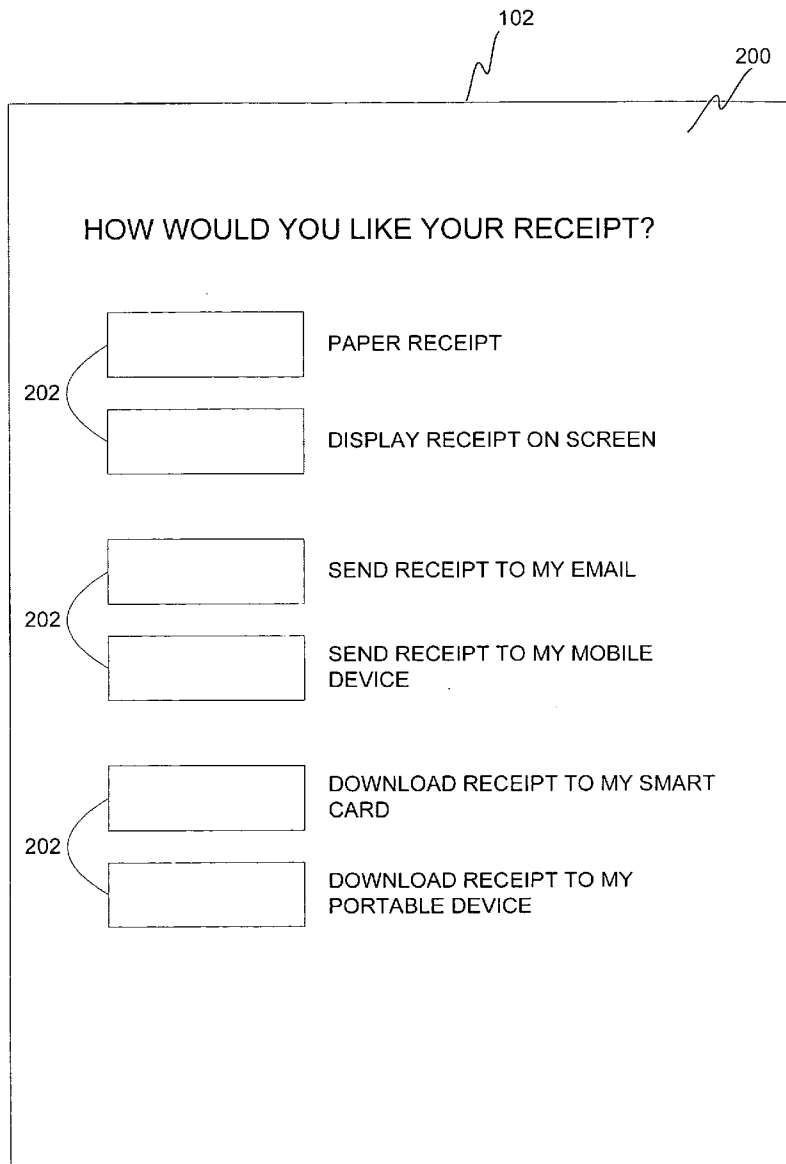 102
200
HOW WOULD YOU LIKE YOUR RECEIPT?
PAPER RECEIPT
202
DISPLAY RECEIPT ON SCREEN
SEND RECEIPT TO MY EMAIL
202
SEND RECEIPT TO MY MOBILE
DEVICE
DOWNLOAD RECEIPT TO MY SMART
CARD
202
DOWNLOAD RECEIPT TO MY
PORTABLE DEVICE